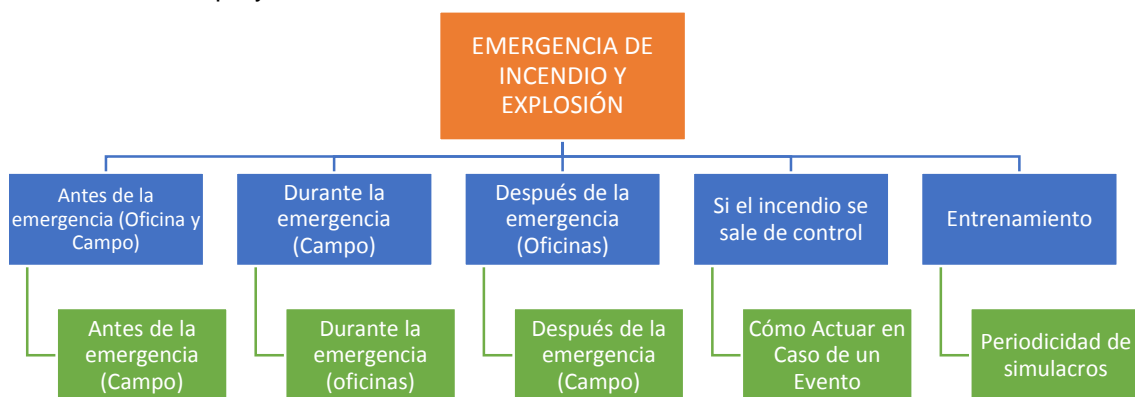 EMERGENCIA DE
INCENDIO Y
EXPLOSIÓN
Antes de la
emergencia (Oficina y
Campo)
Durante la
emergencia
(Campo)
Después de la
emergencia
(Oficinas)
Si el incendio se
sale de control
Entrenamiento
Antes de la
emergencia
(Campo)
Durante la
emergencia
(oficinas)
Después de la
emergencia
(Campo)
Cómo Actuar en
Caso de un
Evento
Periodicidad de
simulacros